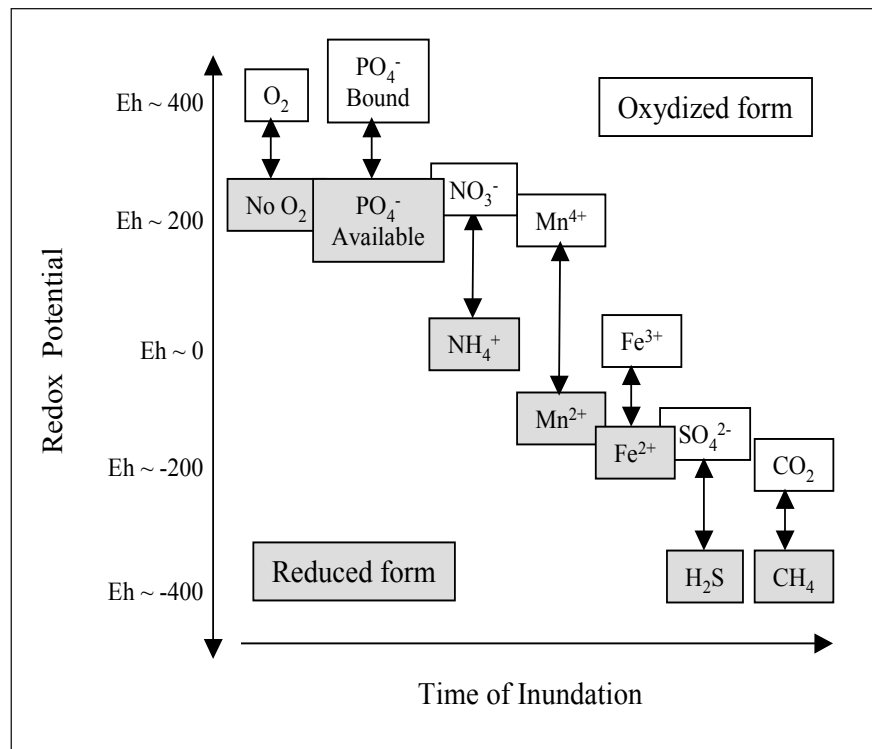 Redox Potential
Eh ~ 400
Eh ~ 200
Eh ~ 0
Eh ~ -200
Eh ~ -400
O₂
PO₄⁻
Bound
Oxydized form
No O₂
PO₄⁻
Available
NO₃⁻
Mn⁴⁺
NH₄⁺
Fe³⁺
Mn²⁺
Fe²⁺
SO₄²⁻
CO₂
Reduced form
H₂S
CH₄
Time of Inundation